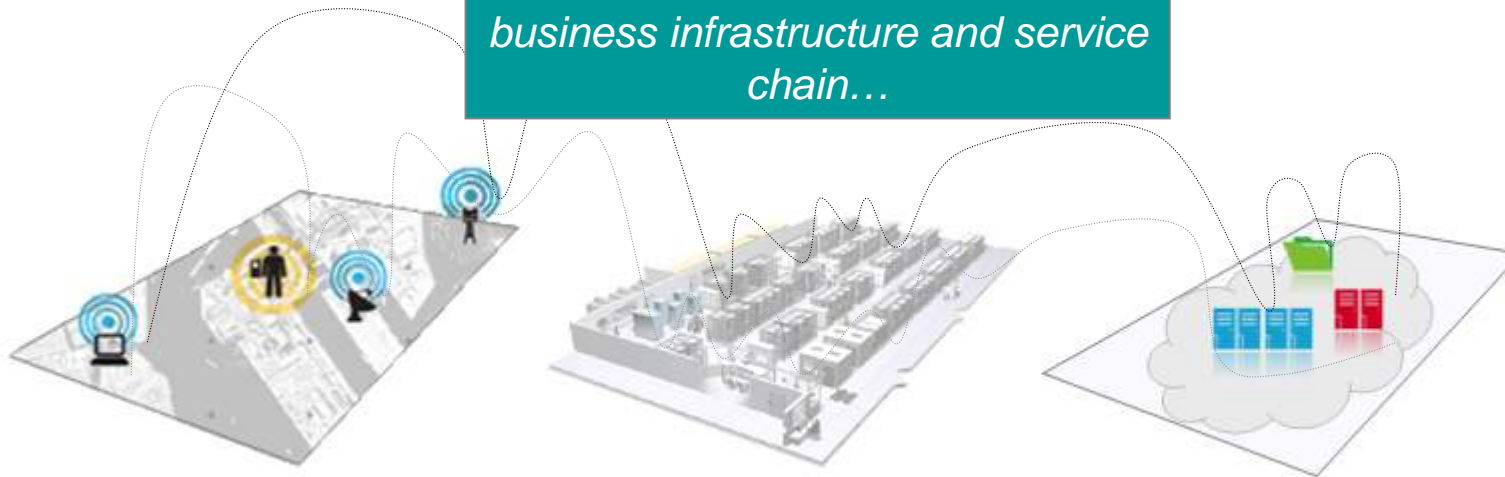 business infrastructure and service
chain…